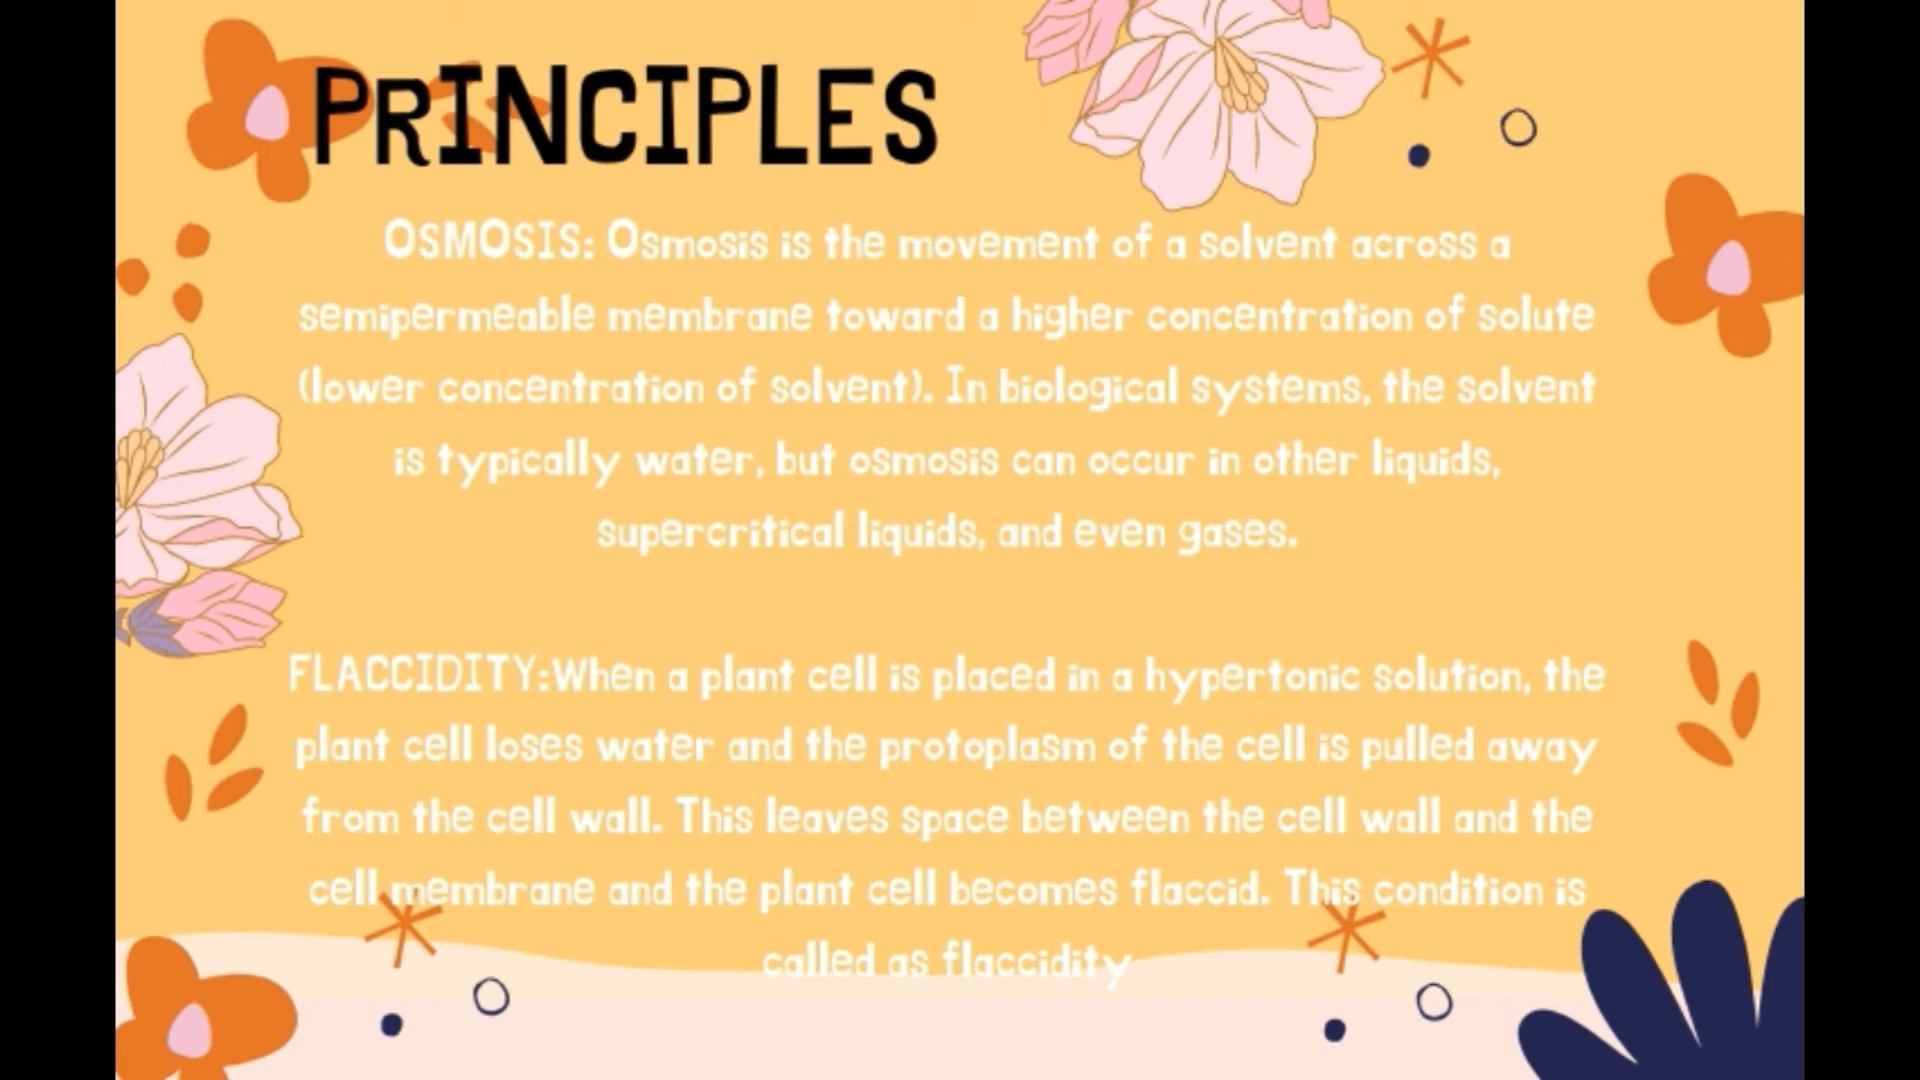 PRINCIPLES
OSMOSIS: Osmosis is the movement of a solvent across a
semipermeable membrane toward a higher concentration of solute
(lower concentration of solvent). In biological systems, the solvent
is typically water, but osmosis can occur in other liquids,
supercritical liquids, and even gases.
FLACCIDITY:When a plant cell is placed in a hypertonic solution, the
plant cell loses water and the protoplasm of the cell is pulled away
from the cell wall. This leaves space between the cell wall and the
cell membrane and the plant cell becomes flaccid. This condition is
called as flaccidity